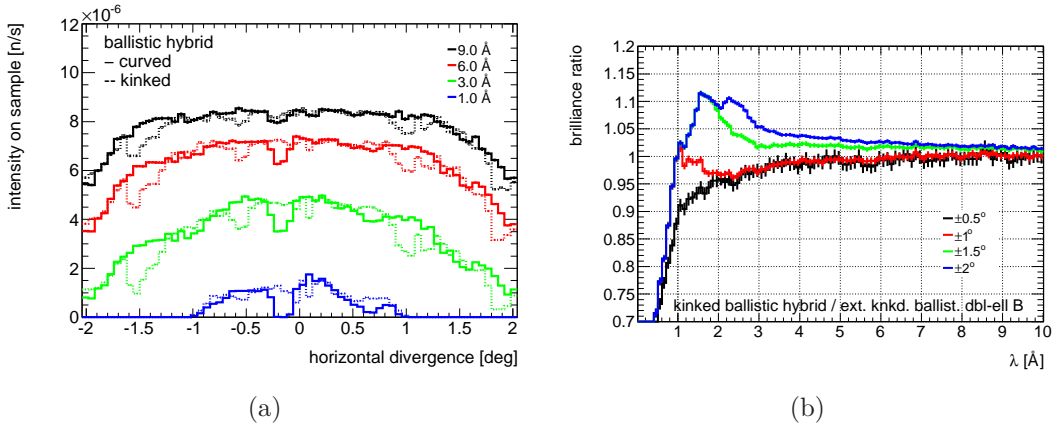 ×10⁻⁶
intensity on sample [n/s]
12
10
8
6
4
2
0
ballistic hybrid
– curved
-- kinked
9.0 Å
6.0 Å
3.0 Å
1.0 Å
-2 -1.5 -1 -0.5 0 0.5 1 1.5 2
horizontal divergence [deg]
(a)
brilliance ratio
1.2
1.15
1.1
1.05
1
0.95
0.9
0.85
0.8
0.75
0.7
±0.5º
±1º
±1.5º
±2º
kinked ballistic hybrid / ext. knkd. ballist. dbl-ell B
1 2 3 4 5 6 7 8 9 10
λ [Å]
(b)